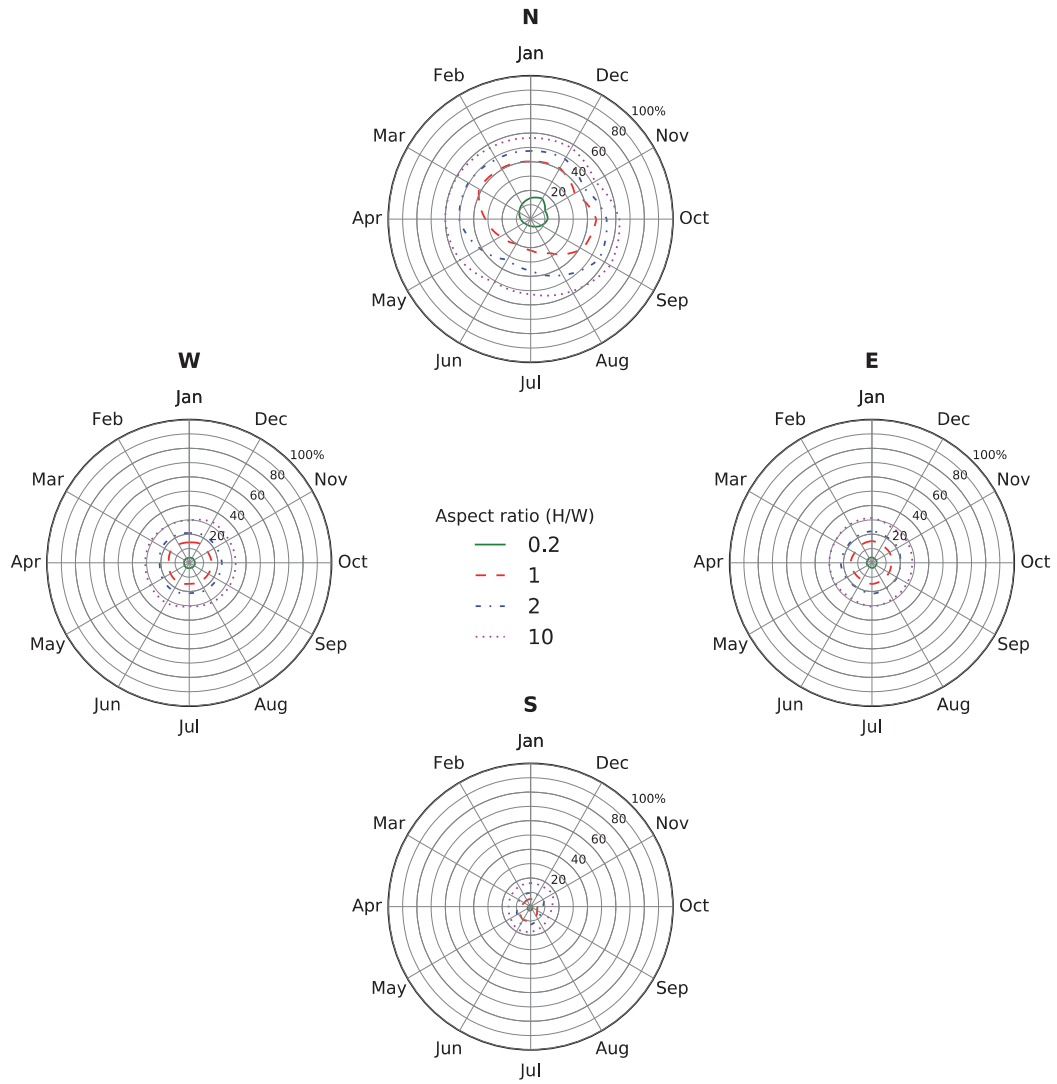 N
Jan
Feb
Dec
100%
Mar
80
Nov
60
40
20
Apr
Oct
May
Sep
Jun
Aug
Jul
W
Jan
Feb
Dec
100%
Mar
80
Nov
60
40
20
Apr
Oct
May
Sep
Jun
Aug
Jul
E
Jan
Feb
Dec
100%
Mar
80
Nov
60
40
20
Apr
Oct
May
Sep
Jun
Aug
Jul
Aspect ratio (H/W)
0.2
1
2
10
S
Jan
Feb
Dec
100%
Mar
80
Nov
60
40
20
Apr
Oct
May
Sep
Jun
Aug
Jul